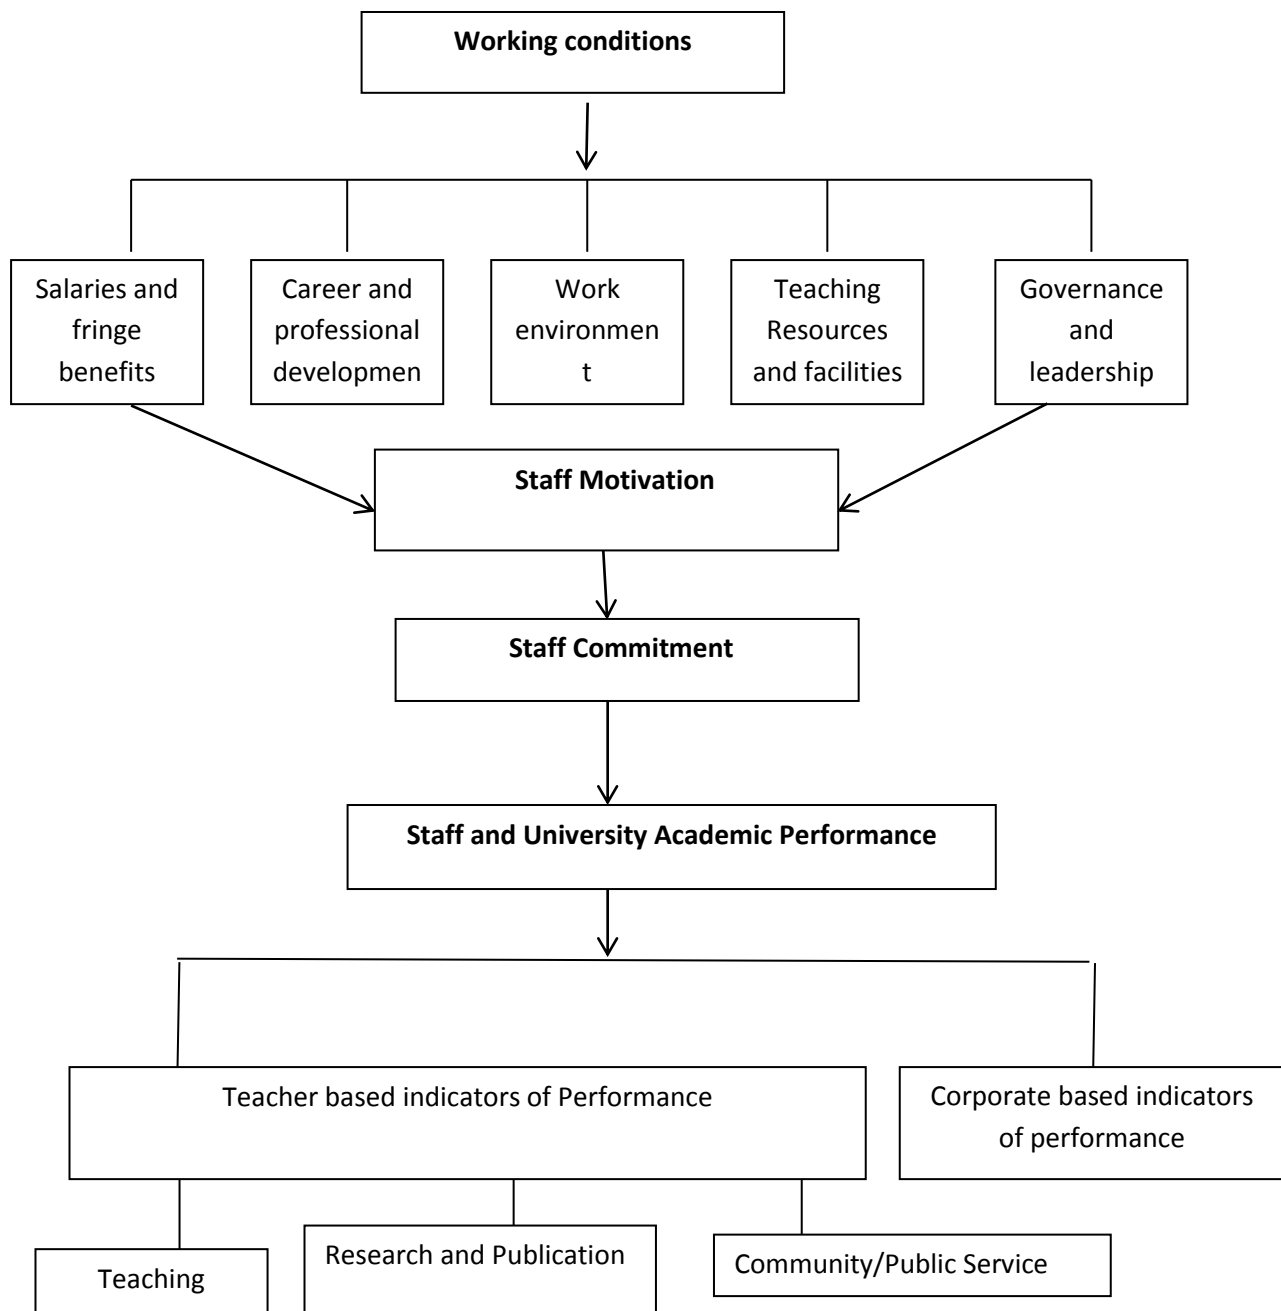 Working conditions
Salaries and
fringe
benefits
Career and
professional
developmen
Work
environmen
t
Teaching
Resources
and facilities
Governance
and
leadership
Staff Motivation
Staff Commitment
Staff and University Academic Performance
Teacher based indicators of Performance
Corporate based indicators
of performance
Teaching
Research and Publication
Community/Public Service